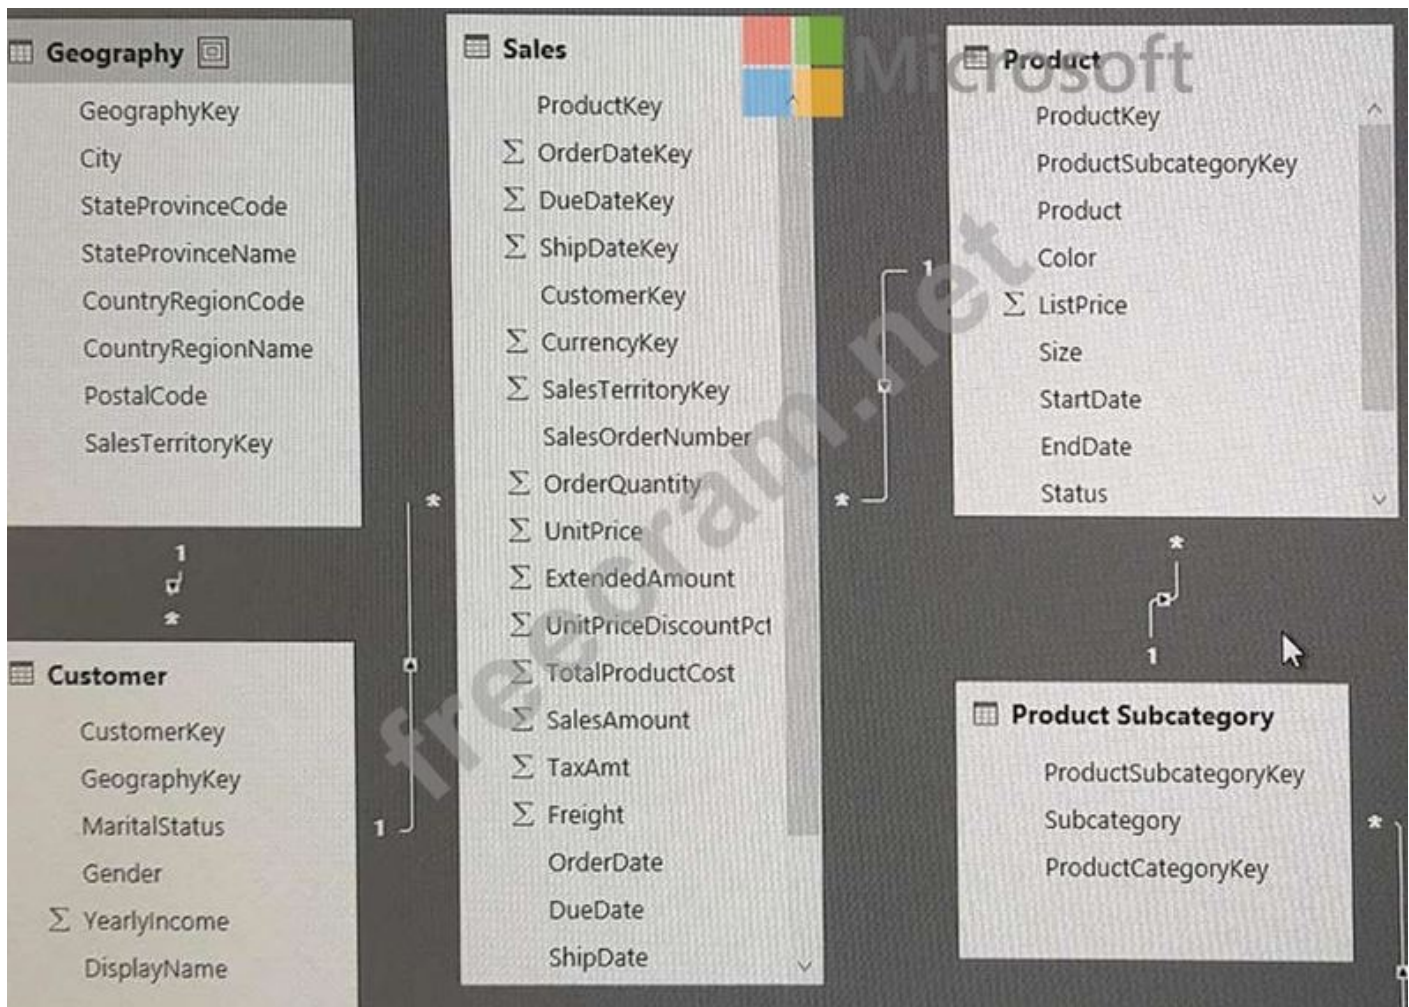 Geography
GeographyKey
City
StateProvinceCode
StateProvinceName
CountryRegionCode
CountryRegionName
PostalCode
SalesTerritoryKey
1
*
Customer
CustomerKey
GeographyKey
MaritalStatus
Gender
Σ YearlyIncome
DisplayName
*
1
Sales
ProductKey
Σ OrderDateKey
Σ DueDateKey
Σ ShipDateKey
CustomerKey
Σ CurrencyKey
Σ SalesTerritoryKey
SalesOrderNumber
Σ OrderQuantity
Σ UnitPrice
Σ ExtendedAmount
Σ UnitPriceDiscountPct
Σ TotalProductCost
Σ SalesAmount
Σ TaxAmt
Σ Freight
OrderDate
DueDate
ShipDate
1
*
Microsoft
Product
ProductKey
ProductSubcategoryKey
Product
Color
Σ ListPrice
Size
StartDate
EndDate
Status
*
1
Product Subcategory
ProductSubcategoryKey
Subcategory
ProductCategoryKey
*
freecram.net